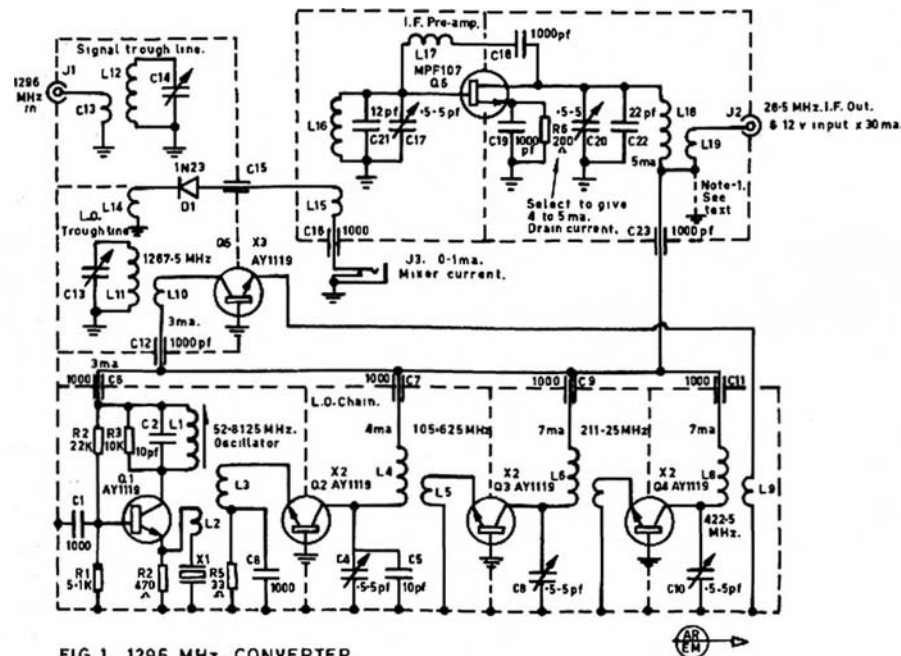 I.F. Pre-amp.
Signal trough line.
J1
1296
MHz
in
L12
C14
C13
L17
1000pf
C18
MPF107
Q6
L16
12pf
C21
·5-5
C17
C19
1000
pf
R6
200
Ω
·5-5
C20
22pf
C22
L18
5ma
L19
J2
28·5 MHz. I.F. Out.
& 12 v input x 30ma.
Select to give
4 to 5 ma.
Drain current.
Note-1.
See
text
1N23
D1
C15
L14
L15
C16
1000
C23
1000pf
J3. 0-1ma.
Mixer current.
L.O.
Trough line
1267·5 MHz
C13
L11
L10
Q5
X3
AY1119
3ma.
C12
1000pf
3ma
1000
C6
1000
C7
1000
C9
1000
C11
L.O.Chain.
R2
22K
R3
10K
C2
10pf
L1
52·8125MHz.
Oscillator
4ma
105·625MHz
7ma
211·25 MHz
7ma
Q1
AY1119
L3
X2
Q2 AY1119
L4
L5
X2
Q3 AY1119
L6
X2
Q4 AY1119
L8
L9
422·5
MHz.
C1
1000
L2
X1
R1
5·1K
R2
470
Ω
R5
33
Ω
C8
1000
C4
·5-5pf
C5
10pf
C8
·5-5pf
C10
·5-5pf
FIG.1. 1296 MHz. CONVERTER.
AR
EM